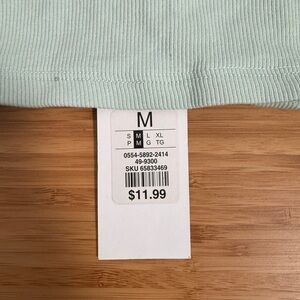 M
S M L XL
P M G TG
0554-5892-2414
49-9300
SKU 65833469
$11.99